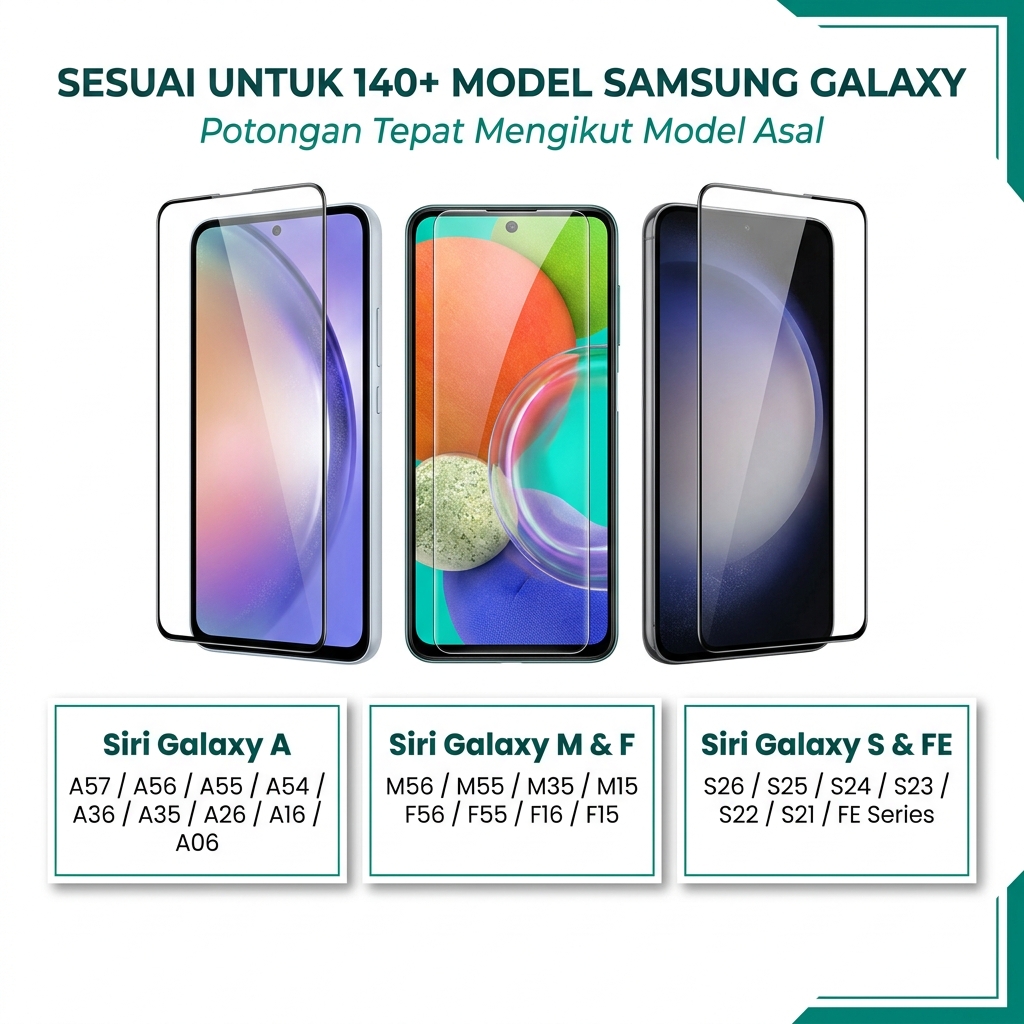 SESUAI UNTUK 140+ MODEL SAMSUNG GALAXY
Potongan Tepat Mengikut Model Asal
Siri Galaxy A
A57 / A56 / A55 / A54 /
A36 / A35 / A26 / A16 /
A06
Siri Galaxy M & F
M56 / M55 / M35 / M15
F56 / F55 / F16 / F15
Siri Galaxy S & FE
S26 / S25 / S24 / S23 /
S22 / S21 / FE Series